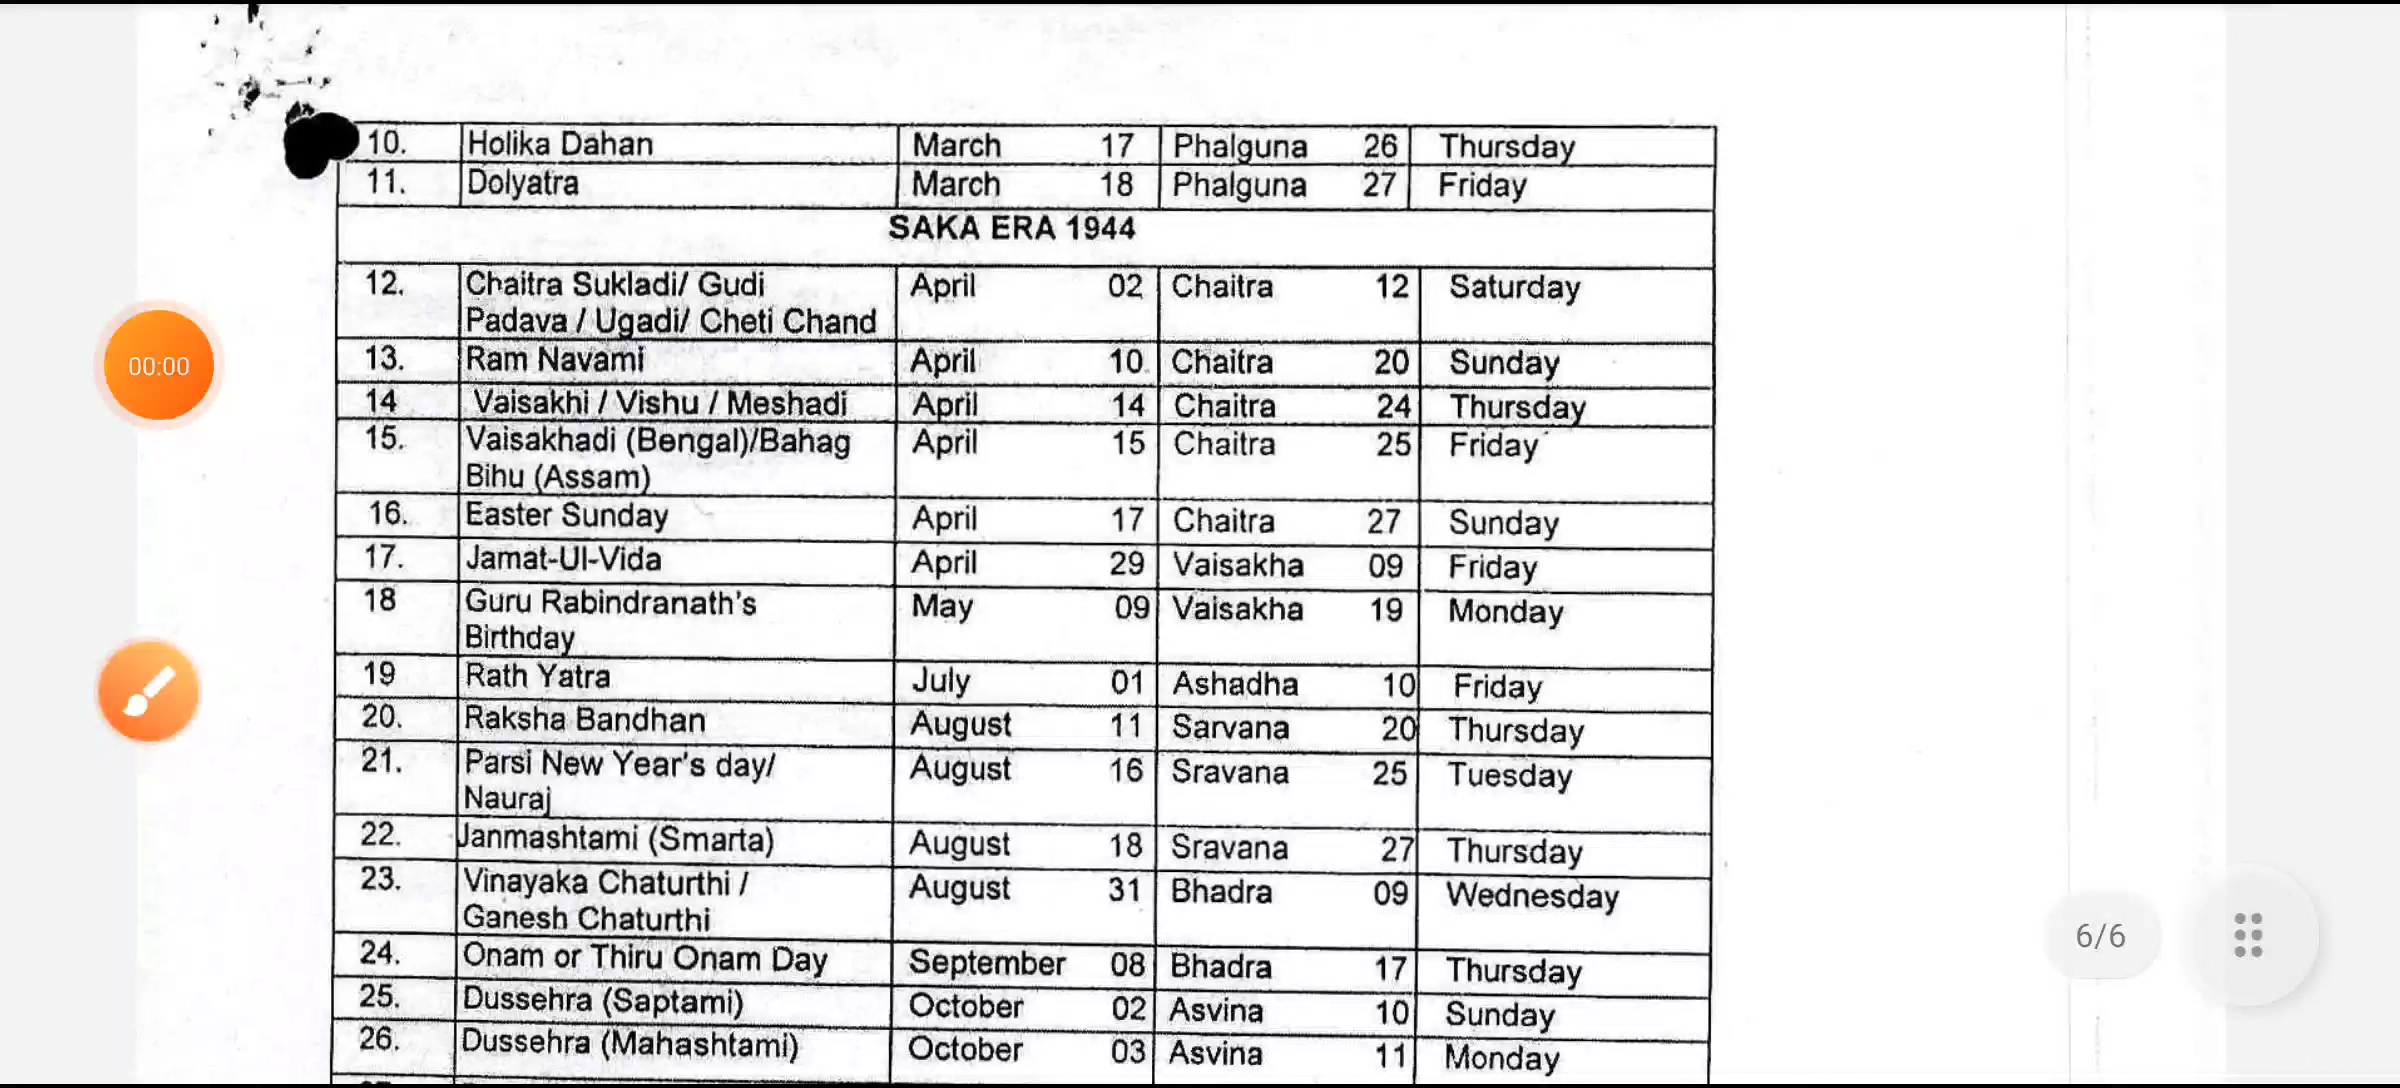 10. Holika Dahan March 17 Phalguna 26 Thursday
11. Dolyatra March 18 Phalguna 27 Friday
SAKA ERA 1944
12. Chaitra Sukladi/ Gudi April 02 Chaitra 12 Saturday
Padava / Ugadi/ Cheti Chand
13. Ram Navami April 10 Chaitra 20 Sunday
14 Vaisakhi / Vishu / Meshadi April 14 Chaitra 24 Thursday
15. Vaisakhadi (Bengal)/Bahag April 15 Chaitra 25 Friday
Bihu (Assam)
16. Easter Sunday April 17 Chaitra 27 Sunday
17. Jamat-Ul-Vida April 29 Vaisakha 09 Friday
18 Guru Rabindranath's May 09 Vaisakha 19 Monday
Birthday
19 Rath Yatra July 01 Ashadha 10 Friday
20. Raksha Bandhan August 11 Sarvana 20 Thursday
21. Parsi New Year's day/ August 16 Sravana 25 Tuesday
Nauraj
22. Janmashtami (Smarta) August 18 Sravana 27 Thursday
23. Vinayaka Chaturthi / August 31 Bhadra 09 Wednesday
Ganesh Chaturthi
24. Onam or Thiru Onam Day September 08 Bhadra 17 Thursday
25. Dussehra (Saptami) October 02 Asvina 10 Sunday
26. Dussehra (Mahashtami) October 03 Asvina 11 Monday
00:00
6/6